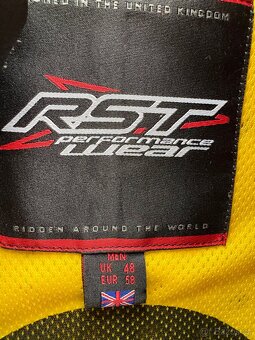 IN THE UNITED KINGDOM
RST
performance
wear
RIDDEN AROUND THE WORLD
MEN
UK 48
EUR 58